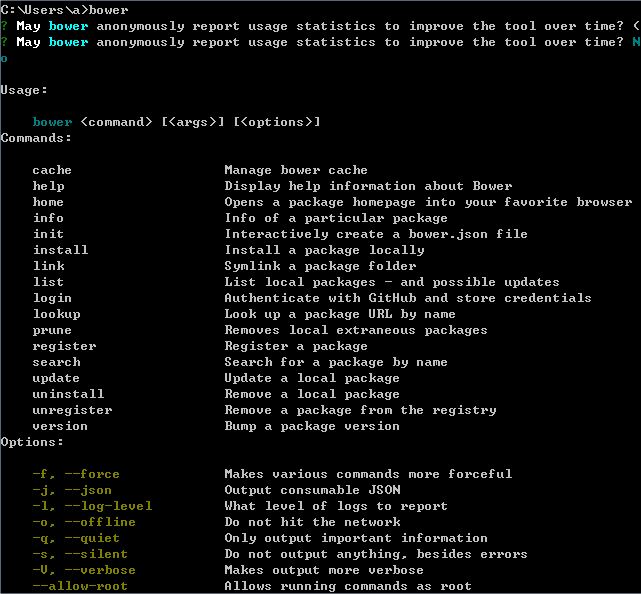 C:\Users\a>bower
? May bower anonymously report usage statistics to improve the tool over time? (
? May bower anonymously report usage statistics to improve the tool over time? N
o
Usage:
bower <command> [<args>] [<options>]
Commands:
cache Manage bower cache
help Display help information about Bower
home Opens a package homepage into your favorite browser
info Info of a particular package
init Interactively create a bower.json file
install Install a package locally
link Symlink a package folder
list List local packages - and possible updates
login Authenticate with GitHub and store credentials
lookup Look up a package URL by name
prune Removes local extraneous packages
register Register a package
search Search for a package by name
update Update a local package
uninstall Remove a local package
unregister Remove a package from the registry
version Bump a package version
Options:
-f, --force Makes various commands more forceful
-j, --json Output consumable JSON
-l, --log-level What level of logs to report
-o, --offline Do not hit the network
-q, --quiet Only output important information
-s, --silent Do not output anything, besides errors
-V, --verbose Makes output more verbose
--allow-root Allows running commands as root